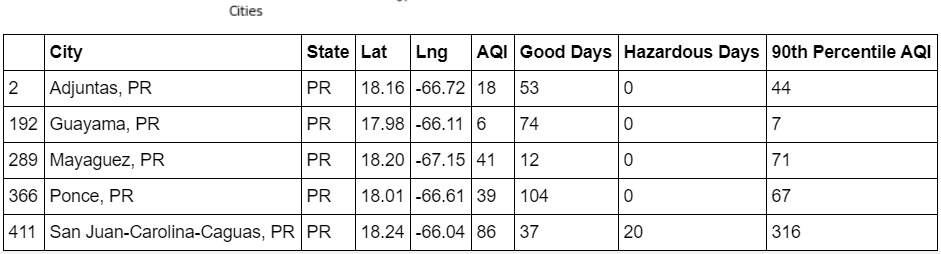 Cities
City State Lat Lng AQI Good Days Hazardous Days 90th Percentile AQI
2 Adjuntas, PR PR 18.16 -66.72 18 53 0 44
192 Guayama, PR PR 17.98 -66.11 6 74 0 7
289 Mayaguez, PR PR 18.20 -67.15 41 12 0 71
366 Ponce, PR PR 18.01 -66.61 39 104 0 67
411 San Juan-Carolina-Caguas, PR PR 18.24 -66.04 86 37 20 316